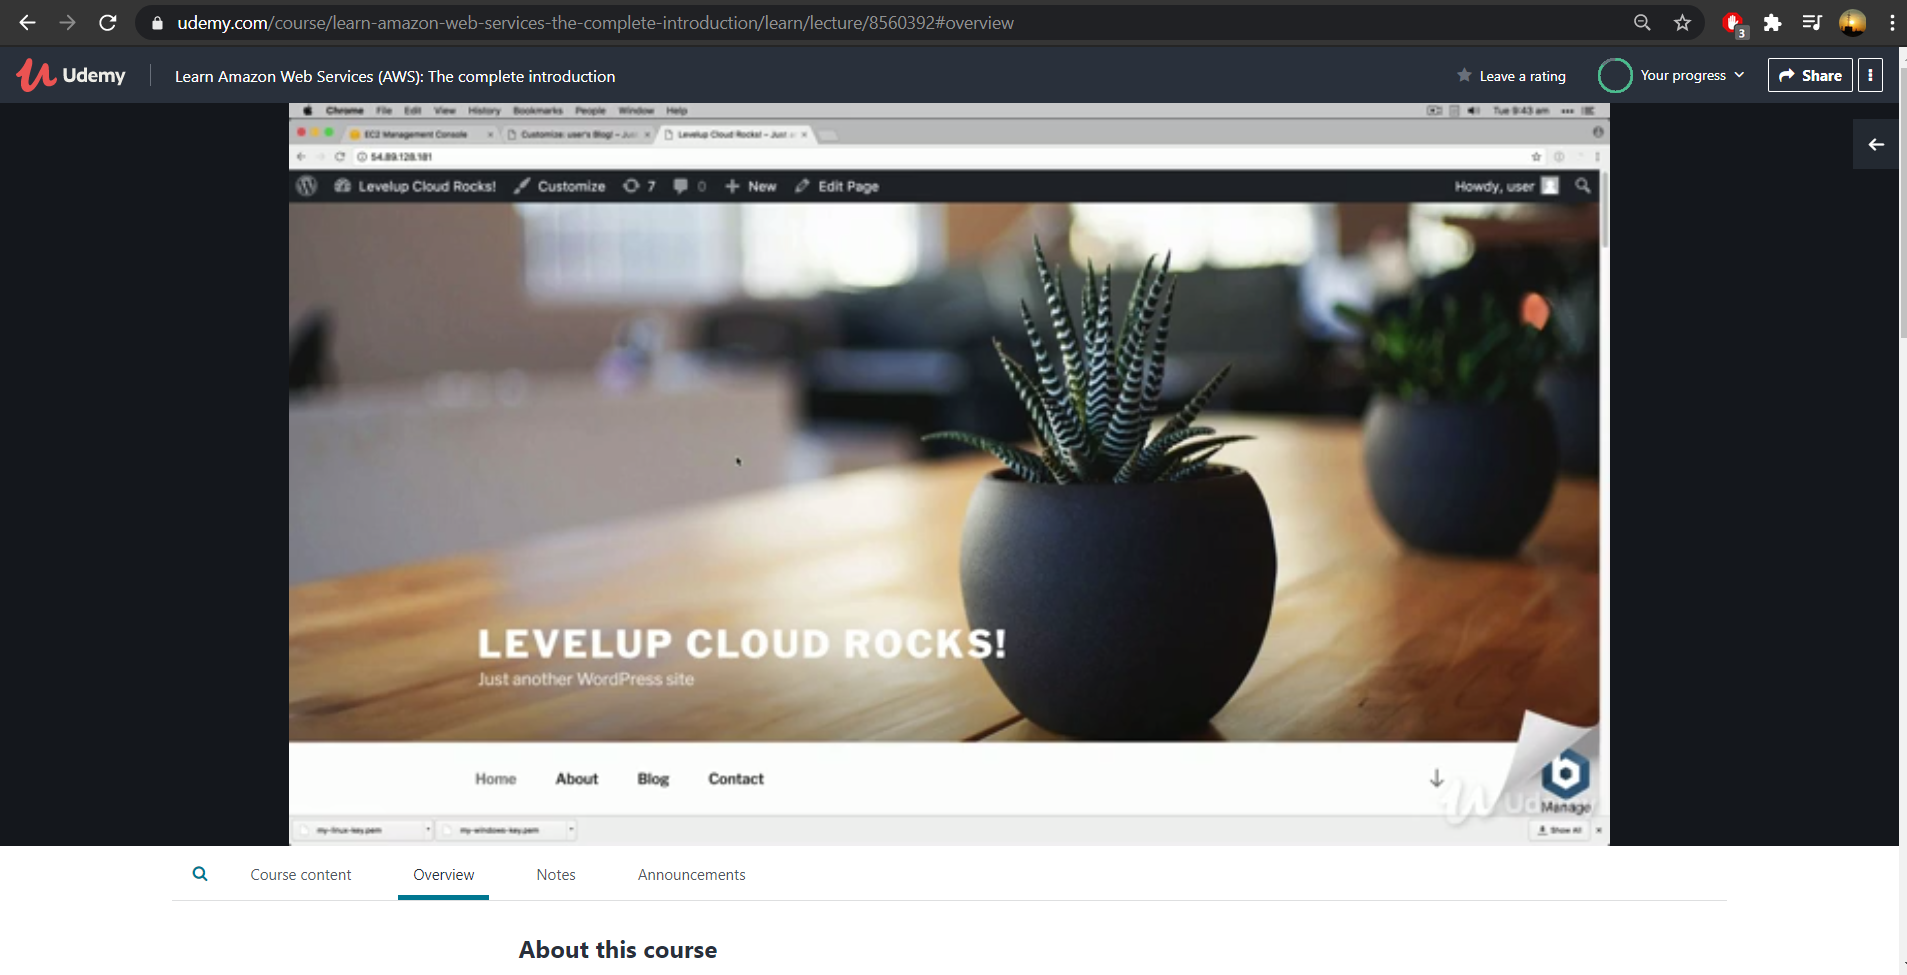 udemy.com/course/learn-amazon-web-services-the-complete-introduction/learn/lecture/8560392#overview
3
Udemy
Learn Amazon Web Services (AWS): The complete introduction
Leave a rating
Your progress
Share
Chrome File Edit View History Bookmarks People Window Help
Tue 9:43 am
EC2 Management Console
Customize: user's Blog! – Just
Levelup Cloud Rocks! – Just
54.89.128.181
Levelup Cloud Rocks! Customize 7 0 New Edit Page
Howdy, user
LEVELUP CLOUD ROCKS!
Just another WordPress site
Home About Blog Contact
Udemy
Manage
my-linux-key.pem
my-windows-key.pem
Show All
Course content
Overview
Notes
Announcements
About this course